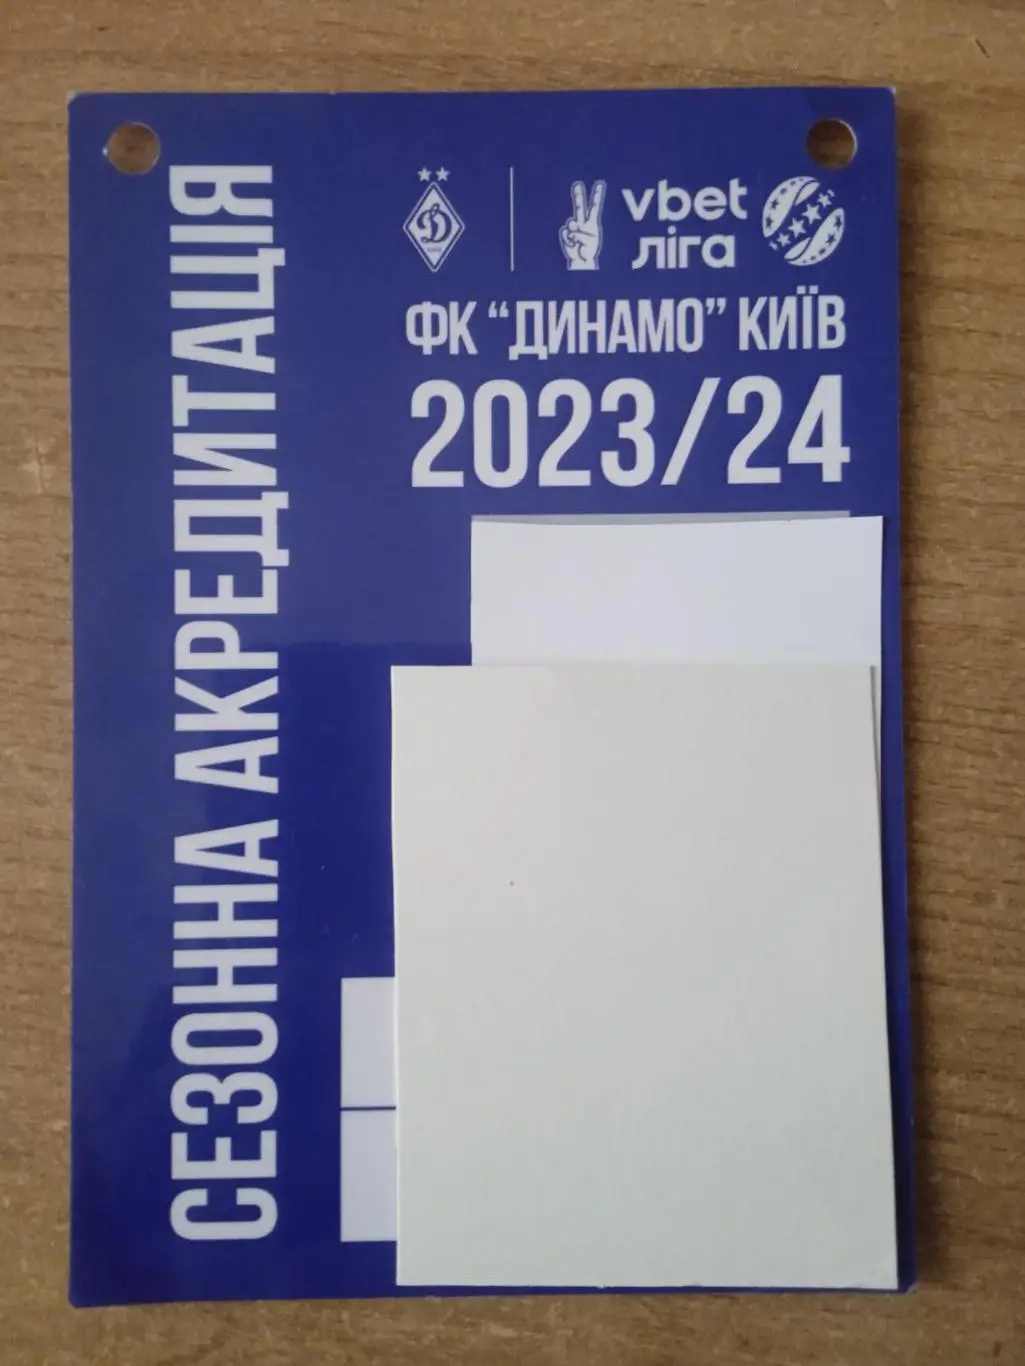 СЕЗОННА АКРЕДИТАЦІЯ
Д
vbet
ліга
ФК “ДИНАМО” КИЇВ
2023/24